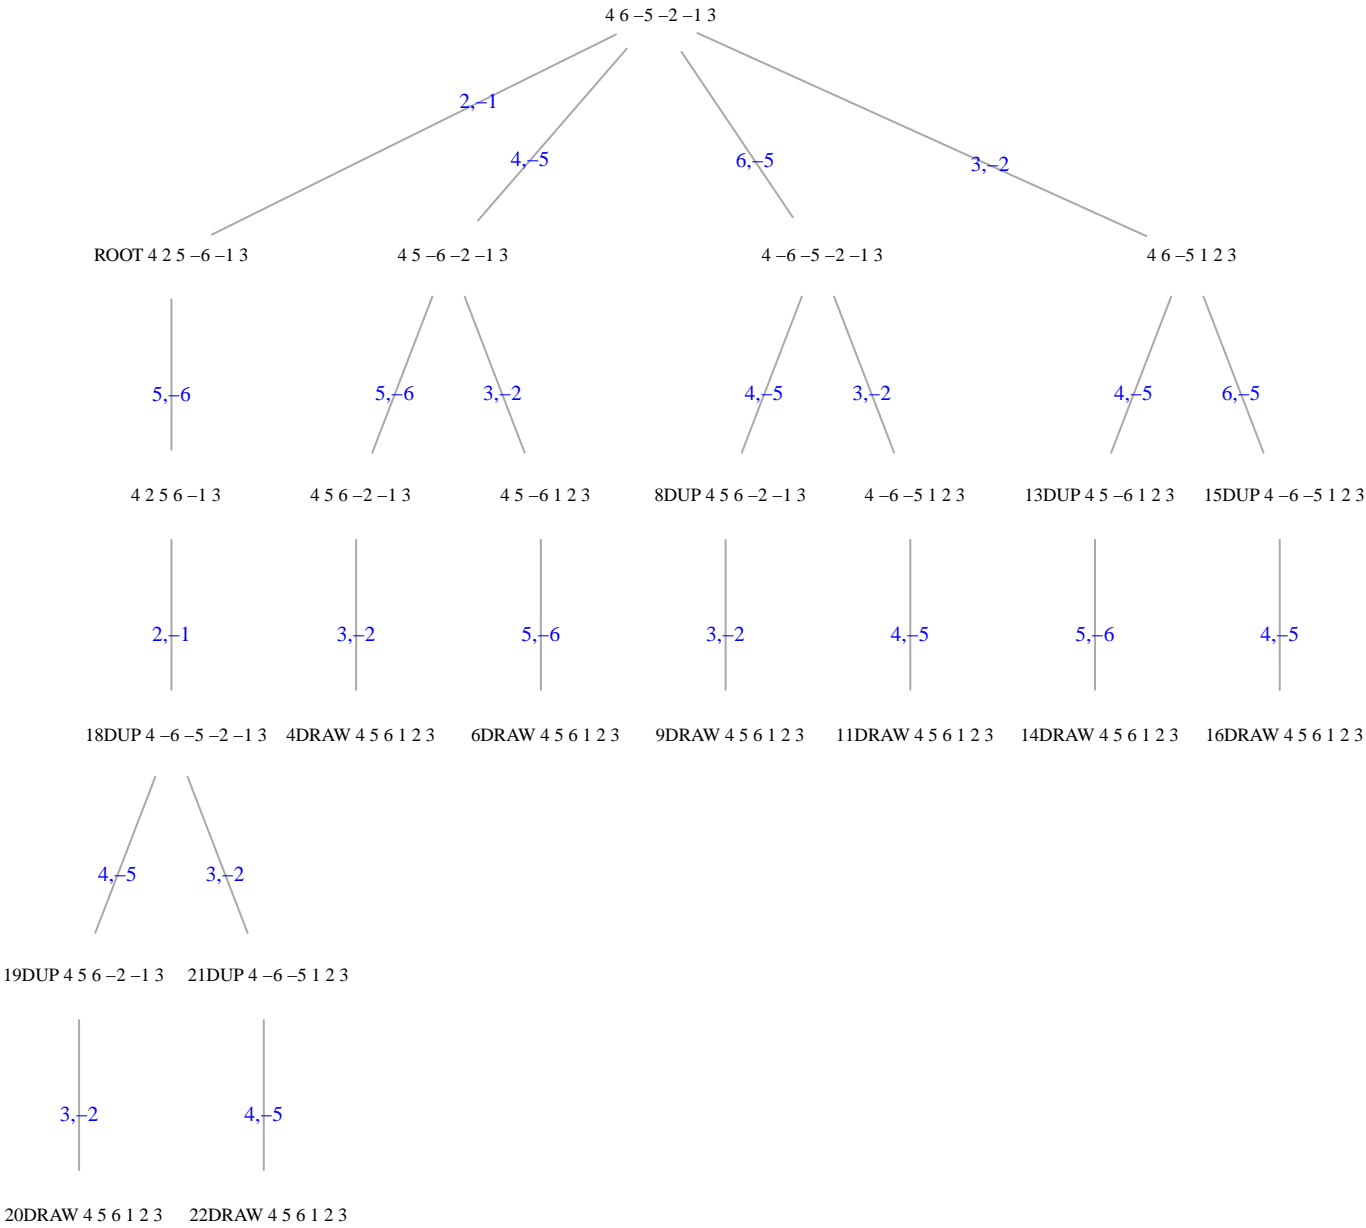 4 6 –5 –2 –1 3
2,–1
4,–5
6,–5
3,–2
ROOT 4 2 5 –6 –1 3
4 5 –6 –2 –1 3
4 –6 –5 –2 –1 3
4 6 –5 1 2 3
5,–6
5,–6
3,–2
4,–5
3,–2
4,–5
6,–5
4 2 5 6 –1 3
4 5 6 –2 –1 3
4 5 –6 1 2 3
8DUP 4 5 6 –2 –1 3
4 –6 –5 1 2 3
13DUP 4 5 –6 1 2 3
15DUP 4 –6 –5 1 2 3
2,–1
3,–2
5,–6
3,–2
4,–5
5,–6
4,–5
18DUP 4 –6 –5 –2 –1 3
4DRAW 4 5 6 1 2 3
6DRAW 4 5 6 1 2 3
9DRAW 4 5 6 1 2 3
11DRAW 4 5 6 1 2 3
14DRAW 4 5 6 1 2 3
16DRAW 4 5 6 1 2 3
4,–5
3,–2
19DUP 4 5 6 –2 –1 3
21DUP 4 –6 –5 1 2 3
3,–2
4,–5
20DRAW 4 5 6 1 2 3
22DRAW 4 5 6 1 2 3